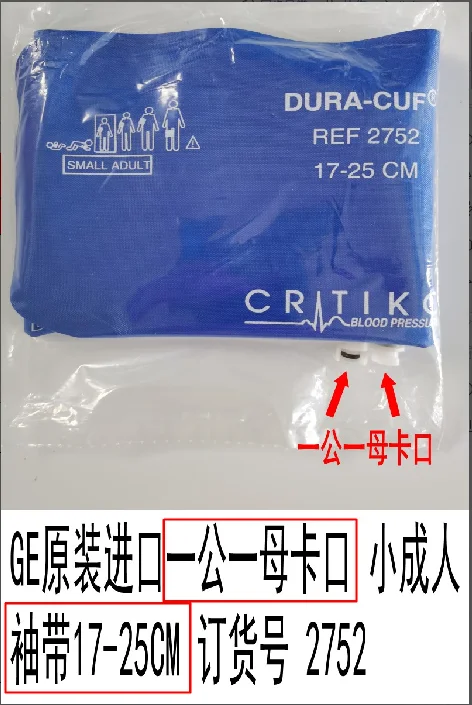 DURA-CUF
REF 2752
17-25 CM
SMALL ADULT
CRITIK
BLOOD PRESSU
一公一母卡口
GE原装进口一公一母卡口 小成人
袖带17-25CM 订货号 2752